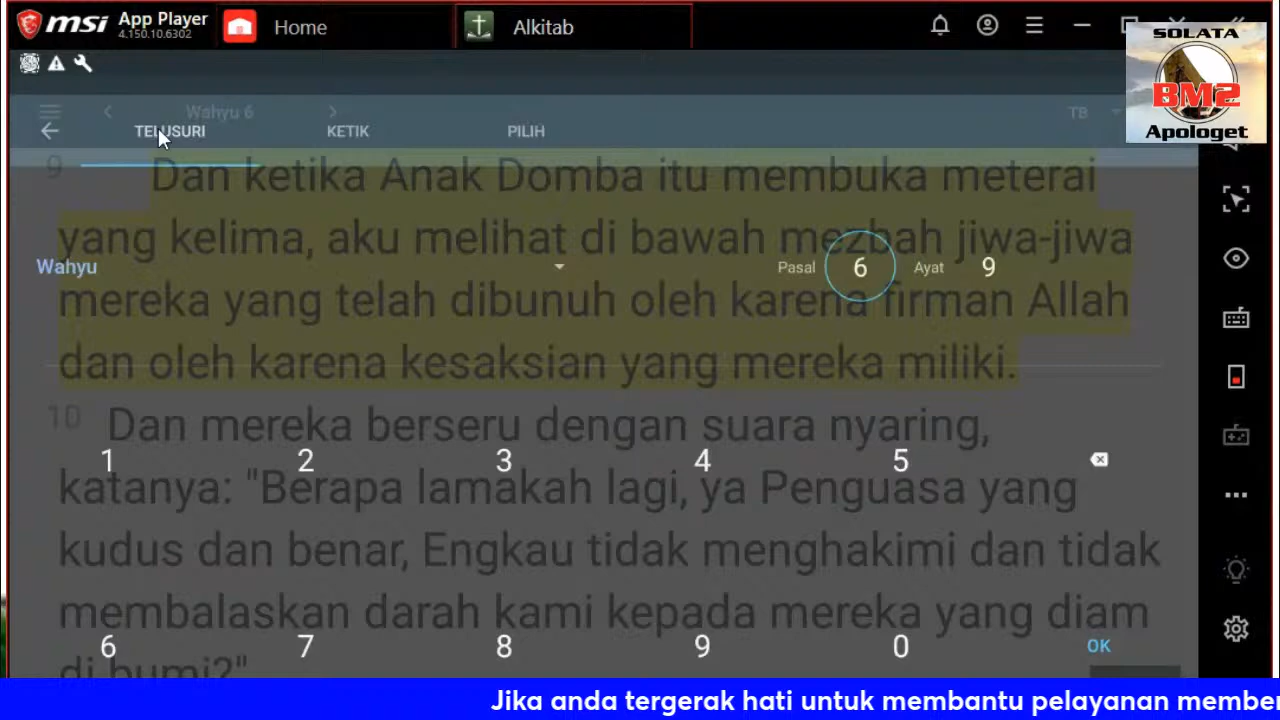 msi App Player
4.150.10.6302
Home
Alkitab
SOLATA
BM2
Apologet
Wahyu 6
TB
TELUSURI
KETIK
PILIH
9 Dan ketika Anak Domba itu membuka meterai
yang kelima, aku melihat di bawah mezbah jiwa-jiwa
Wahyu
Pasal 6 Ayat 9
mereka yang telah dibunuh oleh karena firman Allah
dan oleh karena kesaksian yang mereka miliki.
10 Dan mereka berseru dengan suara nyaring,
1 2 3 4 5
katanya: "Berapa lamakah lagi, ya Penguasa yang
kudus dan benar, Engkau tidak menghakimi dan tidak
membalaskan darah kami kepada mereka yang diam
6 7 8 9 0 OK
di bumi?"
Jika anda tergerak hati untuk membantu pelayanan